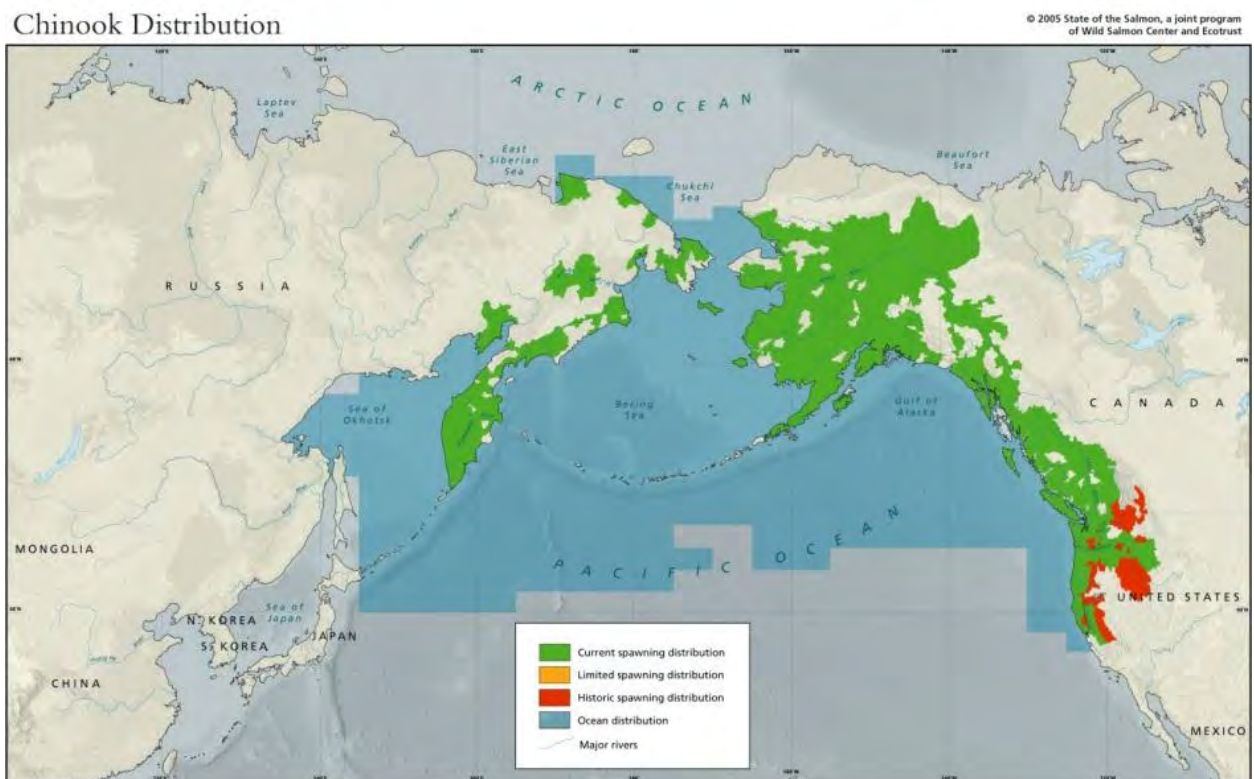 Chinook Distribution
© 2005 State of the Salmon, a joint program
of Wild Salmon Center and Ecotrust
ARCTIC OCEAN
Laptev
Sea
East
Siberian
Sea
Beaufort
Sea
Chukchi
Sea
RUSSIA
Sea of
Okhotsk
Bering
Sea
Gulf of
Alaska
CANADA
MONGOLIA
PACIFIC OCEAN
UNITED STATES
N. KOREA
Sea of
Japan
S. KOREA
JAPAN
CHINA
MEXICO
Current spawning distribution
Limited spawning distribution
Historic spawning distribution
Ocean distribution
Major rivers